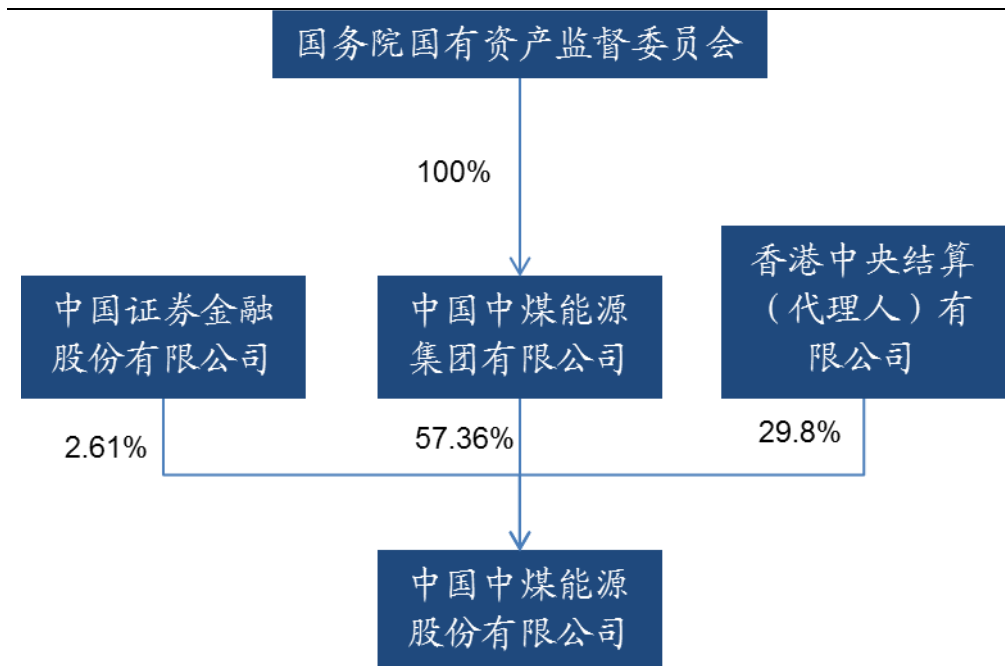 国务院国有资产监督委员会
100%
中国证券金融
股份有限公司
中国中煤能源
集团有限公司
香港中央结算
（代理人）有
限公司
2.61%
57.36%
29.8%
中国中煤能源
股份有限公司